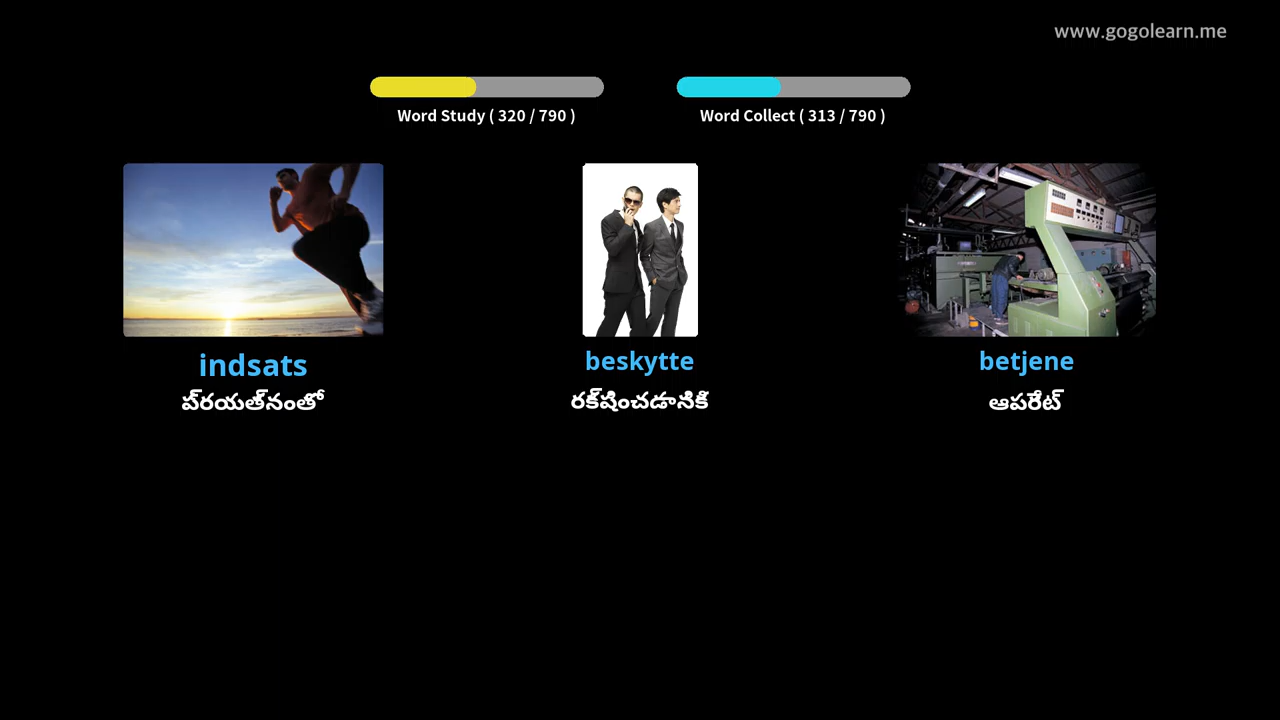 www.gogolearn.me
Word Study ( 320 / 790 )
Word Collect ( 313 / 790 )
indsats
beskytte
betjene
ప్రయత్నంతో
రక్షించడానికి
ఆపరేట్